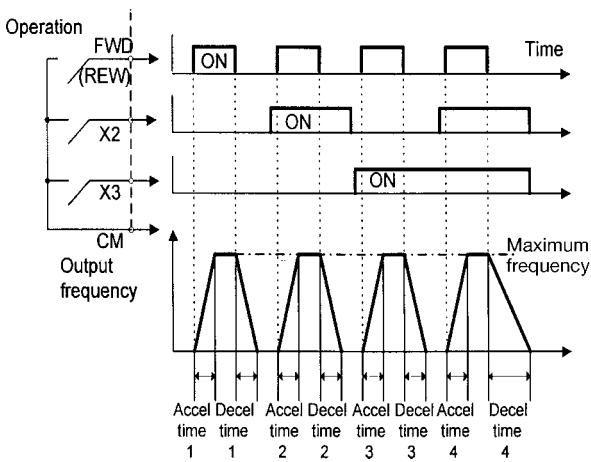 Operation
FWD
(REW)
ON
Time
X2
ON
X3
ON
CM
Output
frequency
Maximum
frequency
Accel Decel Accel Decel Accel Decel Accel Decel
time time time time time time time time
1 1 2 2 3 3 4 4